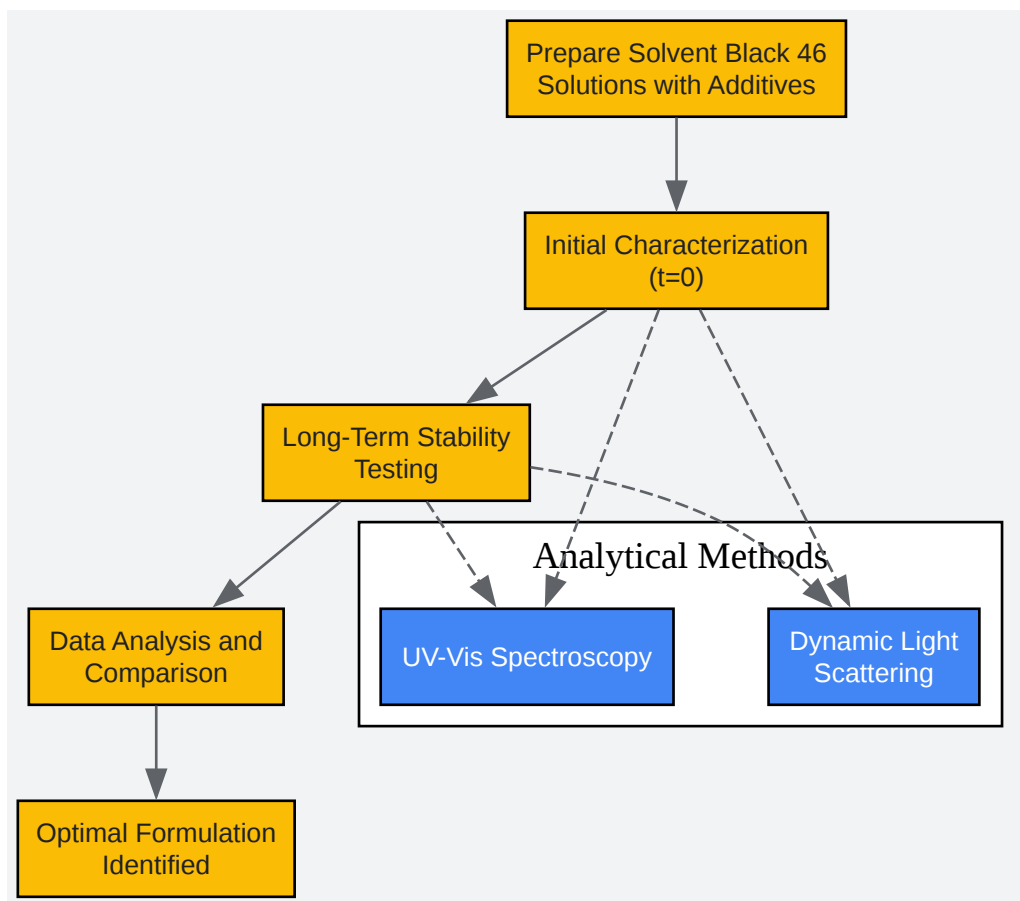 Prepare Solvent Black 46
Solutions with Additives
Initial Characterization
(t=0)
Long-Term Stability
Testing
Analytical Methods
Data Analysis and
Comparison
UV-Vis Spectroscopy
Dynamic Light
Scattering
Optimal Formulation
Identified